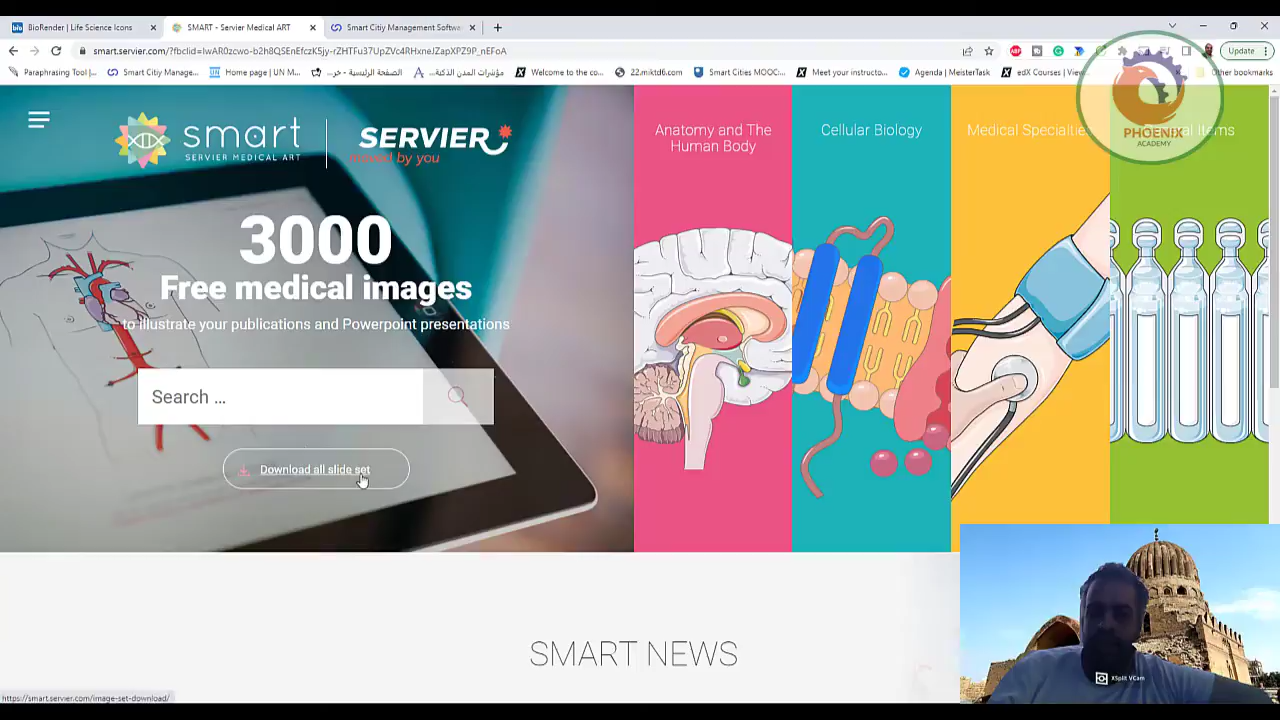 BioRender | Life Science Icons
SMART - Servier Medical ART
Smart Citiy Management Softwa
smart.servier.com/?fbclid=IwAR0zcwo-b2h8QSEnEfczK5jy-rZHTFu37UpZVc4RHxneJZapXPZ9P_nEFoA
Update
Paraphrasing Tool |...
Smart Citiy Manage...
Home page | UN M...
الصفحة الرئيسية - خر...
مؤشرات المدن الذكية...
Welcome to the co...
22.miktd6.com
Smart Cities MOOC:...
Meet your instructo...
Agenda | MeisterTask
edX Courses | View...
Other bookmarks
smart
SERVIER MEDICAL ART
SERVIER
moved by you
3000
Free medical images
to illustrate your publications and Powerpoint presentations
Search ...
Download all slide set
Anatomy and The
Human Body
Cellular Biology
Medical Specialties
Items
PHOENIX
ACADEMY
SMART NEWS
XSplit VCam
https://smart.servier.com/image-set-download/